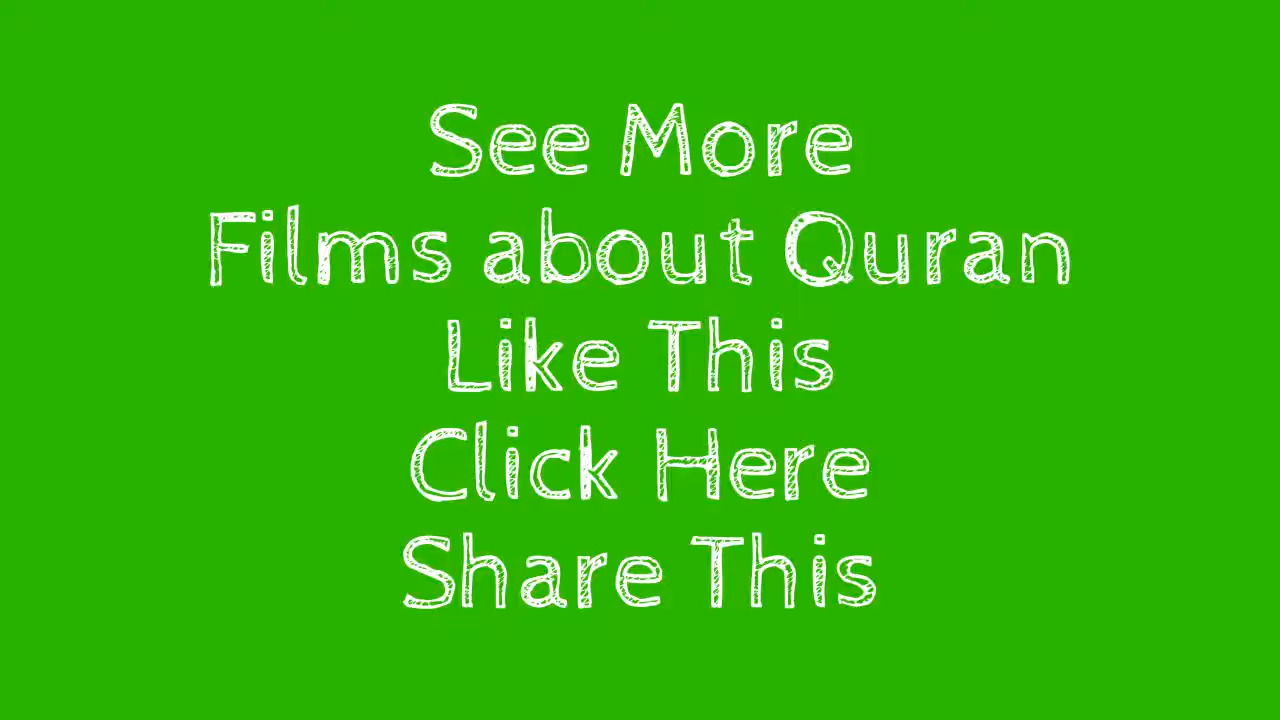 See More
Films about Quran
Like This
Click Here
Share This